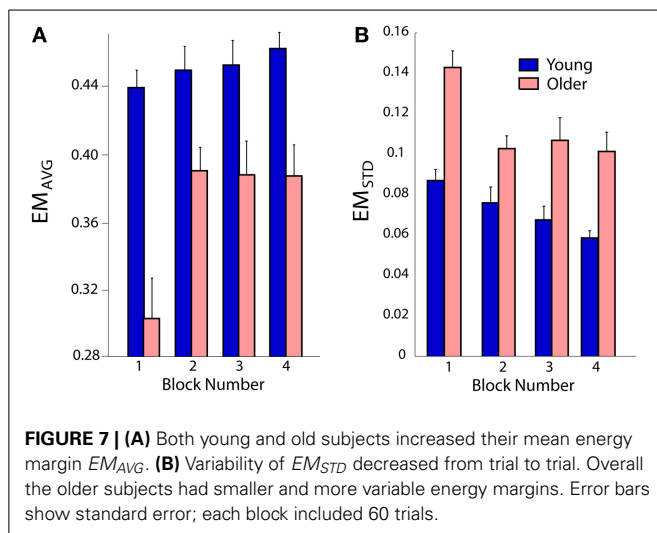 A
EM_AVG
0.44
0.40
0.36
0.32
0.28
1 2 3 4
Block Number
B
EM_STD
0.16
0.14
0.12
0.1
0.08
0.06
0.04
0.02
0
Young
Older
1 2 3 4
Block Number
FIGURE 7 | (A) Both young and old subjects increased their mean energy
margin EM_AVG. (B) Variability of EM_STD decreased from trial to trial. Overall
the older subjects had smaller and more variable energy margins. Error bars
show standard error; each block included 60 trials.